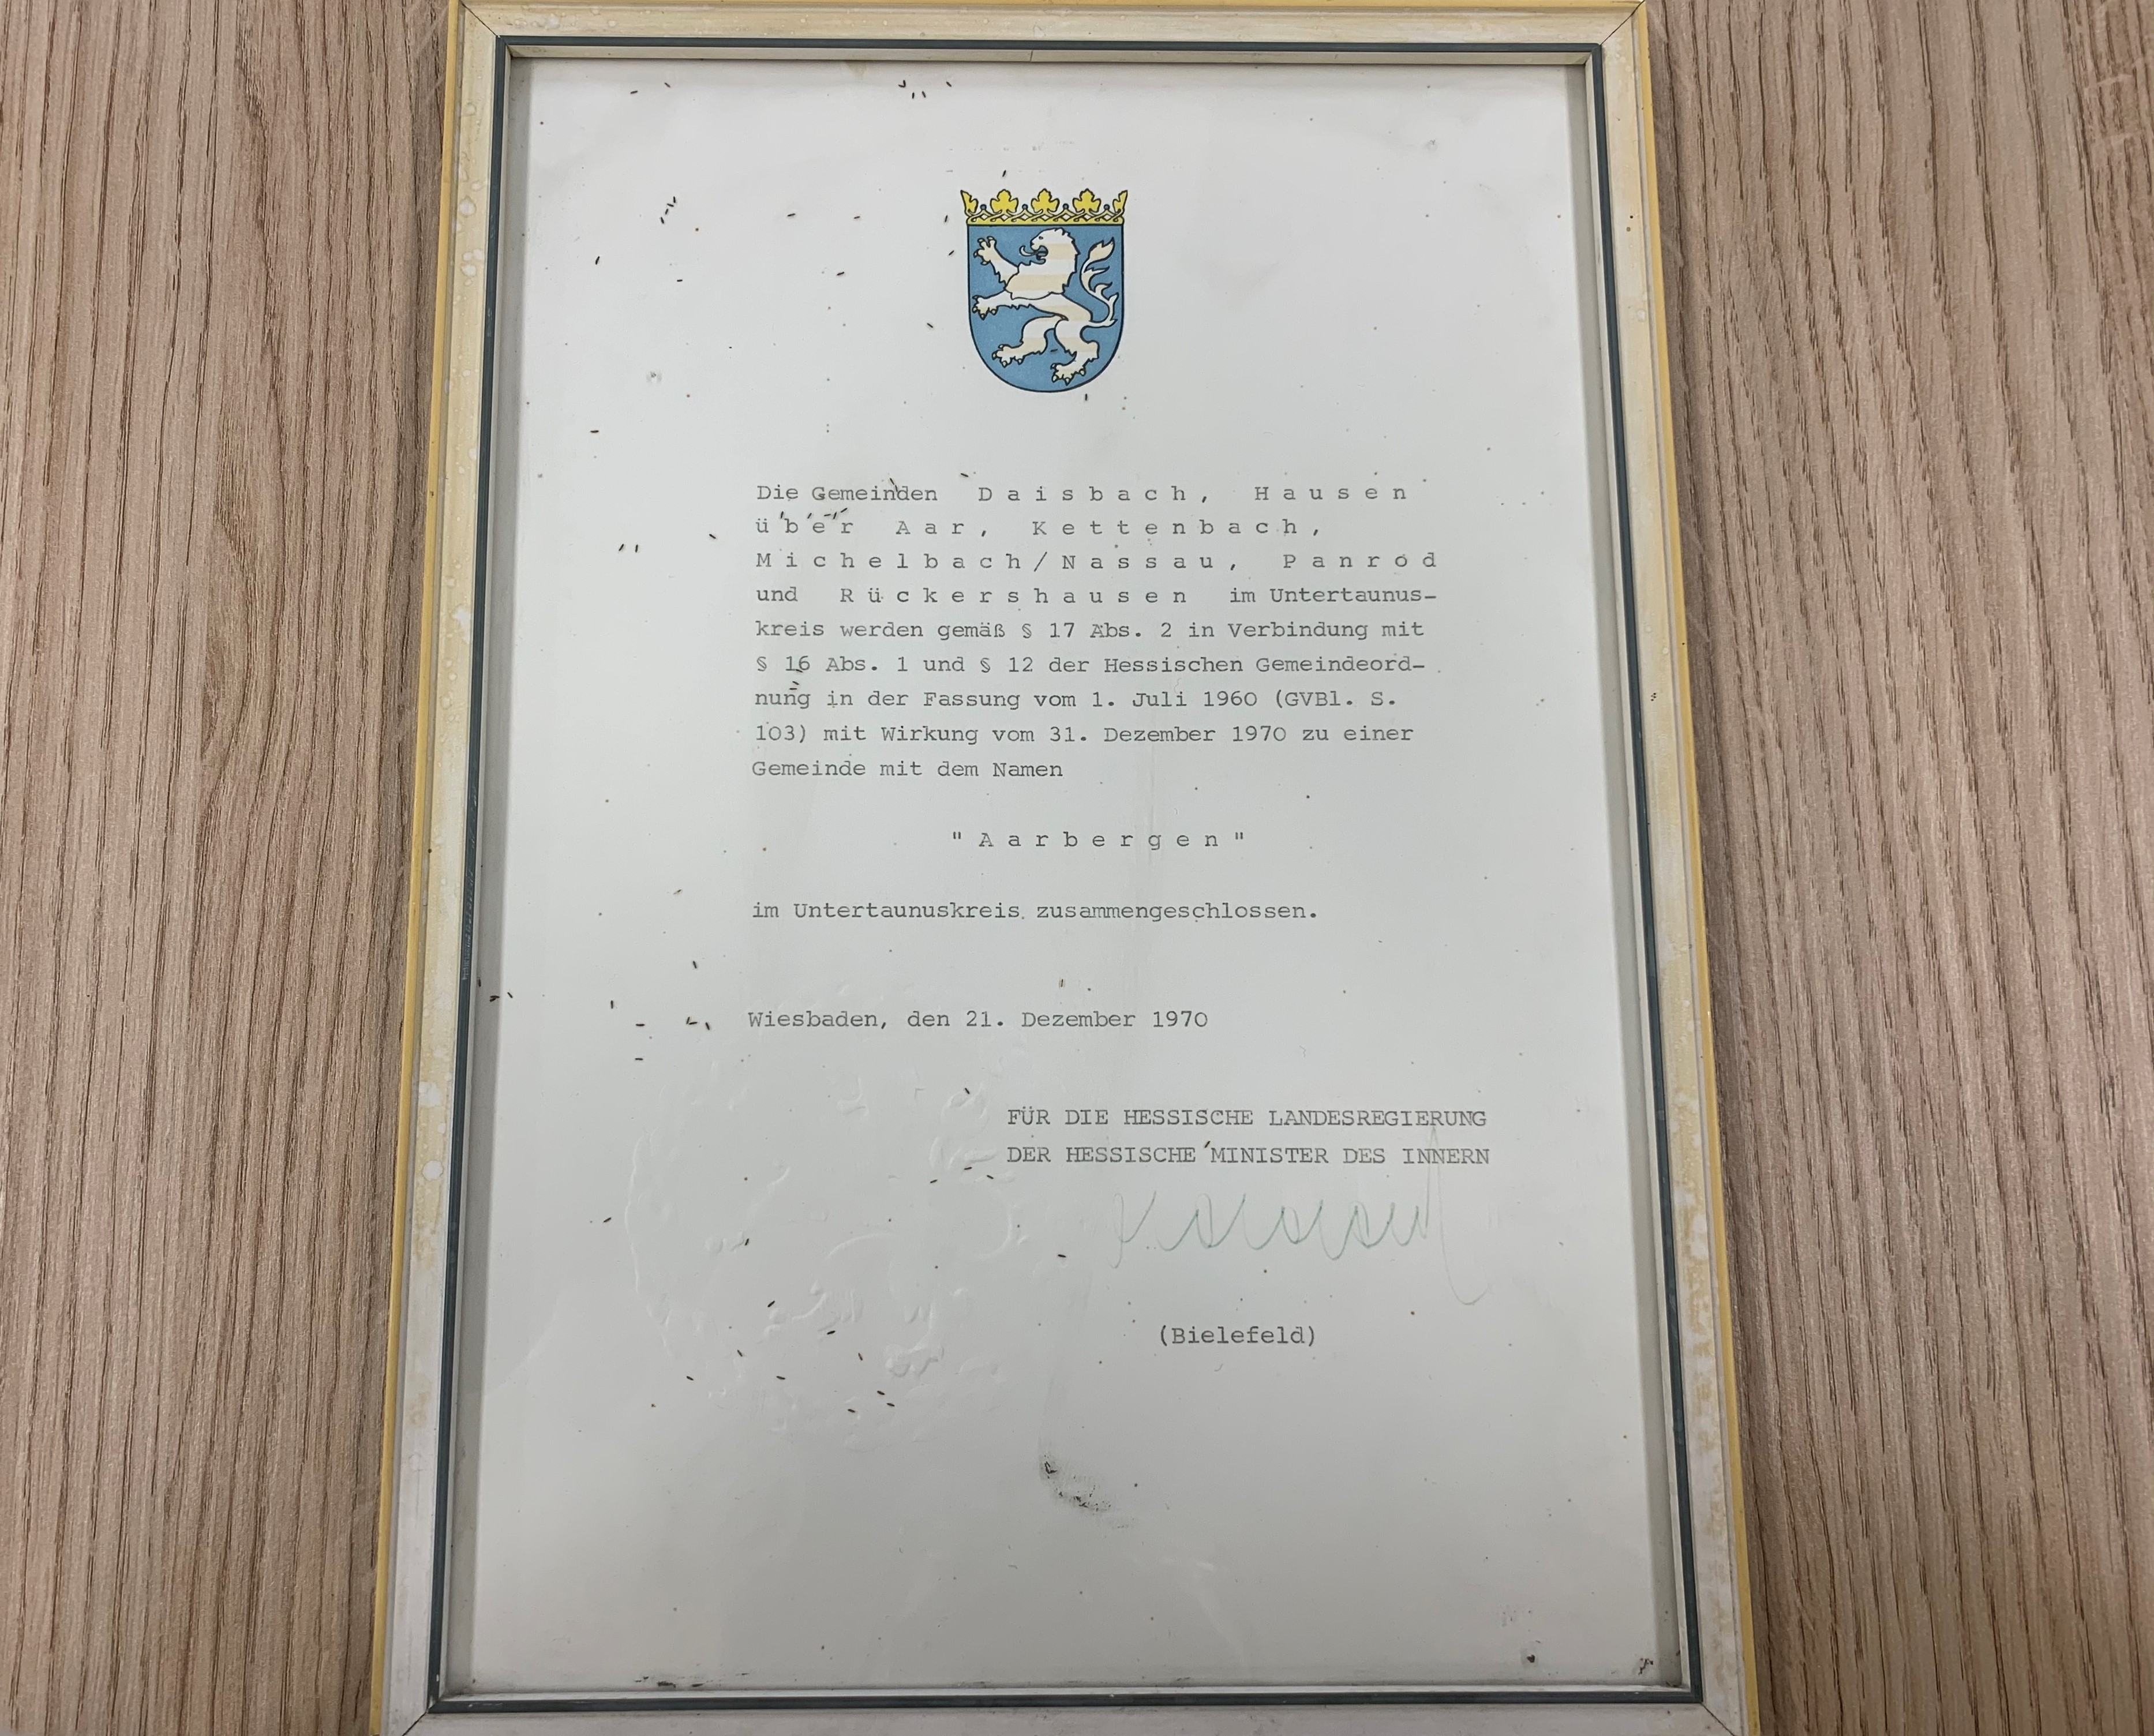 Die Gemeinden D a i s b a c h ,  H a u s e n
ü b e r  A a r ,  K e t t e n b a c h ,
M i c h e l b a c h / N a s s a u ,  P a n r o d
und  R ü c k e r s h a u s e n  im Untertaunus-
kreis werden gemäß § 17 Abs. 2 in Verbindung mit
§ 16 Abs. 1 und § 12 der Hessischen Gemeindeord-
nung in der Fassung vom 1. Juli 1960 (GVBl. S.
103) mit Wirkung vom 31. Dezember 1970 zu einer
Gemeinde mit dem Namen
" A a r b e r g e n "
im Untertaunuskreis zusammengeschlossen.
Wiesbaden, den 21. Dezember 1970
FÜR DIE HESSISCHE LANDESREGIERUNG
DER HESSISCHE MINISTER DES INNERN
(Bielefeld)